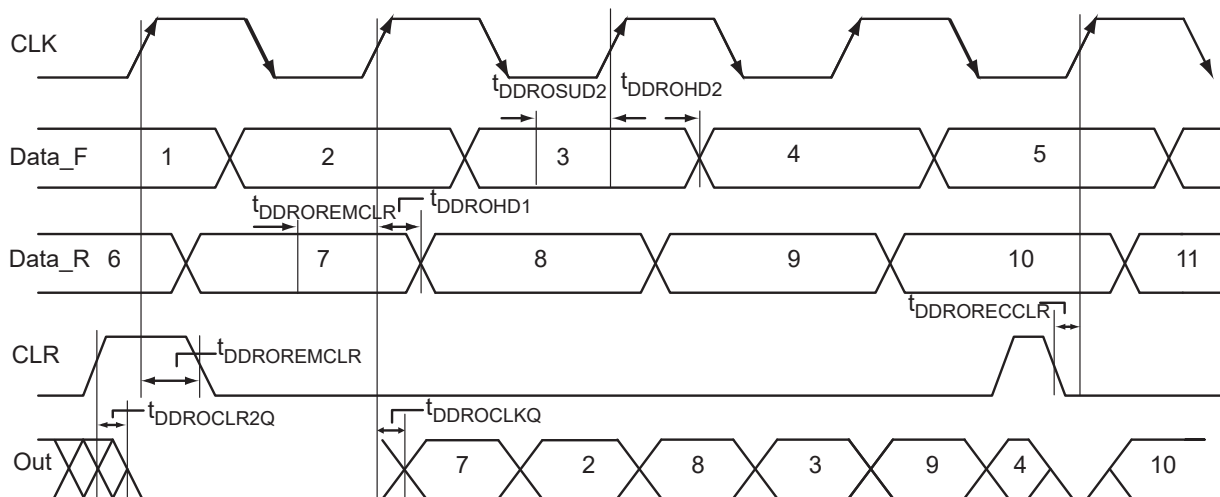 CLK
tDDROSUD2 tDDROHD2
Data_F 1 2 3 4 5
tDDROREMCLR tDDROHD1
Data_R 6 7 8 9 10 11
tDDRORECCLR
CLR tDDROREMCLR
tDDROCLR2Q tDDROCLKQ
Out 7 2 8 3 9 4 10